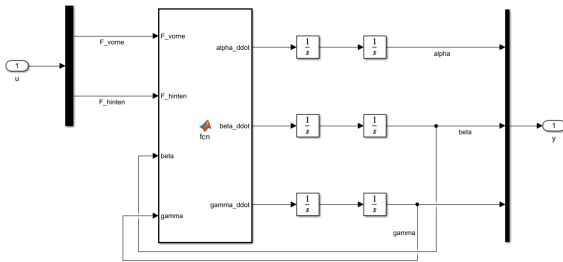 1
u
F_vorne
F_hinten
F_vorne
F_hinten
beta
gamma
fcn
alpha_ddot
beta_ddot
gamma_ddot
1
s
1
s
alpha
1
s
1
s
beta
1
s
1
s
gamma
1
y